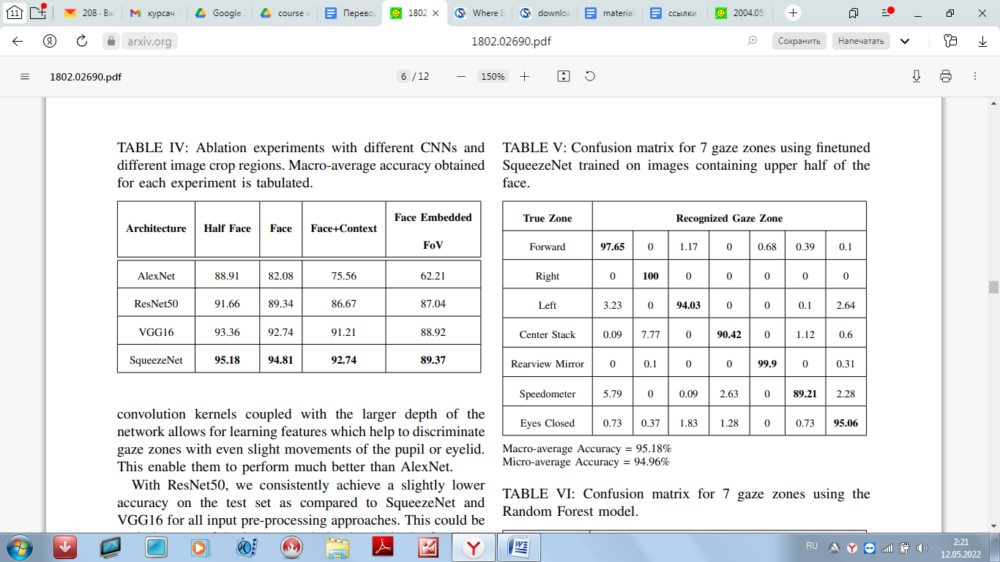 11
208 · Вхо
курсач -
Google
course w
Перево
1802
Where Is
downlo
material
ссылки
2004.05
arxiv.org
1802.02690.pdf
Сохранить
Напечатать
1802.02690.pdf
6 / 12
150%
TABLE IV: Ablation experiments with different CNNs and
different image crop regions. Macro-average accuracy obtained
for each experiment is tabulated.
Architecture Half Face Face Face+Context Face Embedded
FoV
AlexNet 88.91 82.08 75.56 62.21
ResNet50 91.66 89.34 86.67 87.04
VGG16 93.36 92.74 91.21 88.92
SqueezeNet 95.18 94.81 92.74 89.37
convolution kernels coupled with the larger depth of the
network allows for learning features which help to discriminate
gaze zones with even slight movements of the pupil or eyelid.
This enable them to perform much better than AlexNet.
With ResNet50, we consistently achieve a slightly lower
accuracy on the test set as compared to SqueezeNet and
VGG16 for all input pre-processing approaches. This could be
TABLE V: Confusion matrix for 7 gaze zones using finetuned
SqueezeNet trained on images containing upper half of the
face.
True Zone Recognized Gaze Zone
Forward 97.65 0 1.17 0 0.68 0.39 0.1
Right 0 100 0 0 0 0 0
Left 3.23 0 94.03 0 0 0.1 2.64
Center Stack 0.09 7.77 0 90.42 0 1.12 0.6
Rearview Mirror 0 0.1 0 0 99.9 0 0.31
Speedometer 5.79 0 0.09 2.63 0 89.21 2.28
Eyes Closed 0.73 0.37 1.83 1.28 0 0.73 95.06
Macro-average Accuracy = 95.18%
Micro-average Accuracy = 94.96%
TABLE VI: Confusion matrix for 7 gaze zones using the
Random Forest model.
RU
2:21
12.05.2022